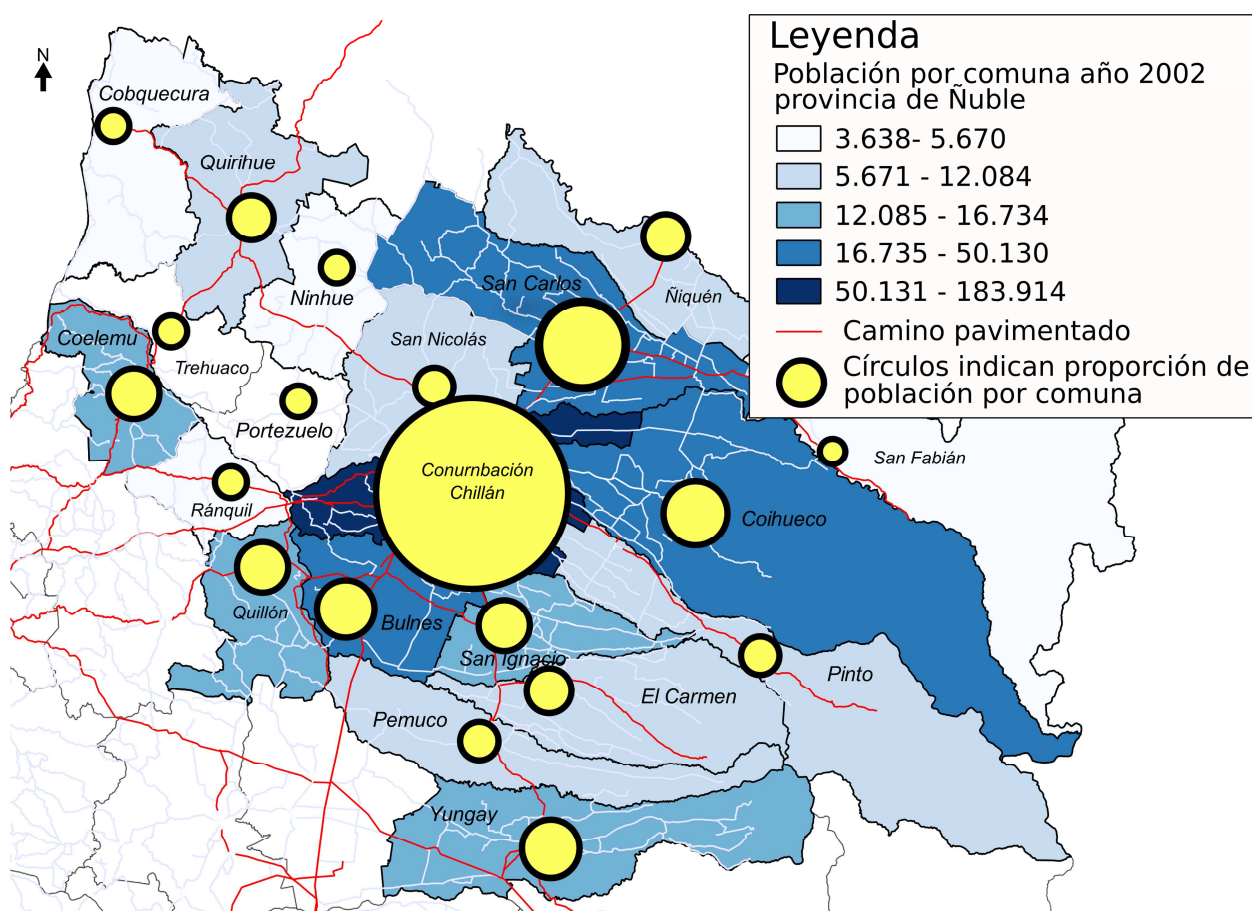 N
Leyenda
Población por comuna año 2002
provincia de Ñuble
3.638- 5.670
5.671 - 12.084
12.085 - 16.734
16.735 - 50.130
50.131 - 183.914
Camino pavimentado
Círculos indican proporción de
población por comuna
Cobquecura
Quirihue
Ninhue
San Carlos
Ñiquén
Coelemu
Trehuaco
San Nicolás
Portezuelo
Conurnbación
Chillán
San Fabián
Ránquil
Coihueco
Quillón
Bulnes
San Ignacio
El Carmen
Pinto
Pemuco
Yungay